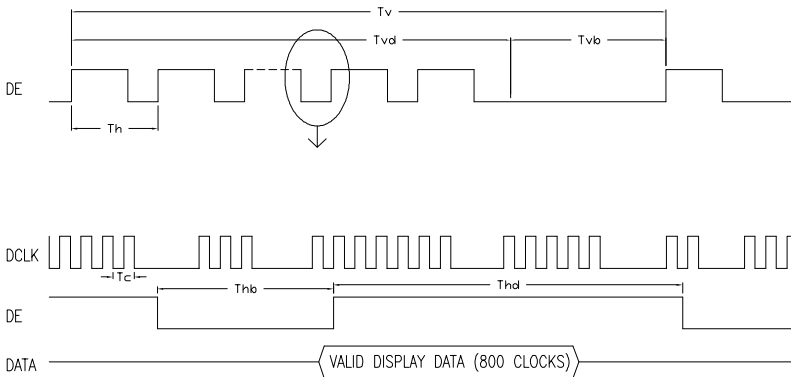 Tv
Tvd
Tvb
DE
Th
DCLK
Tc
Thb
Thd
DE
DATA
VALID DISPLAY DATA (800 CLOCKS)